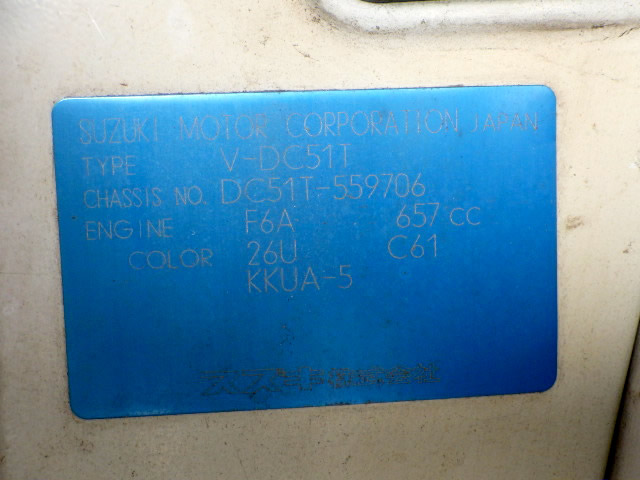 SUZUKI MOTOR CORPORATION, JAPAN
TYPE V-DC51T
CHASSIS NO. DC51T-559706
ENGINE F6A 657 CC
COLOR 26U C61
KKUA-5